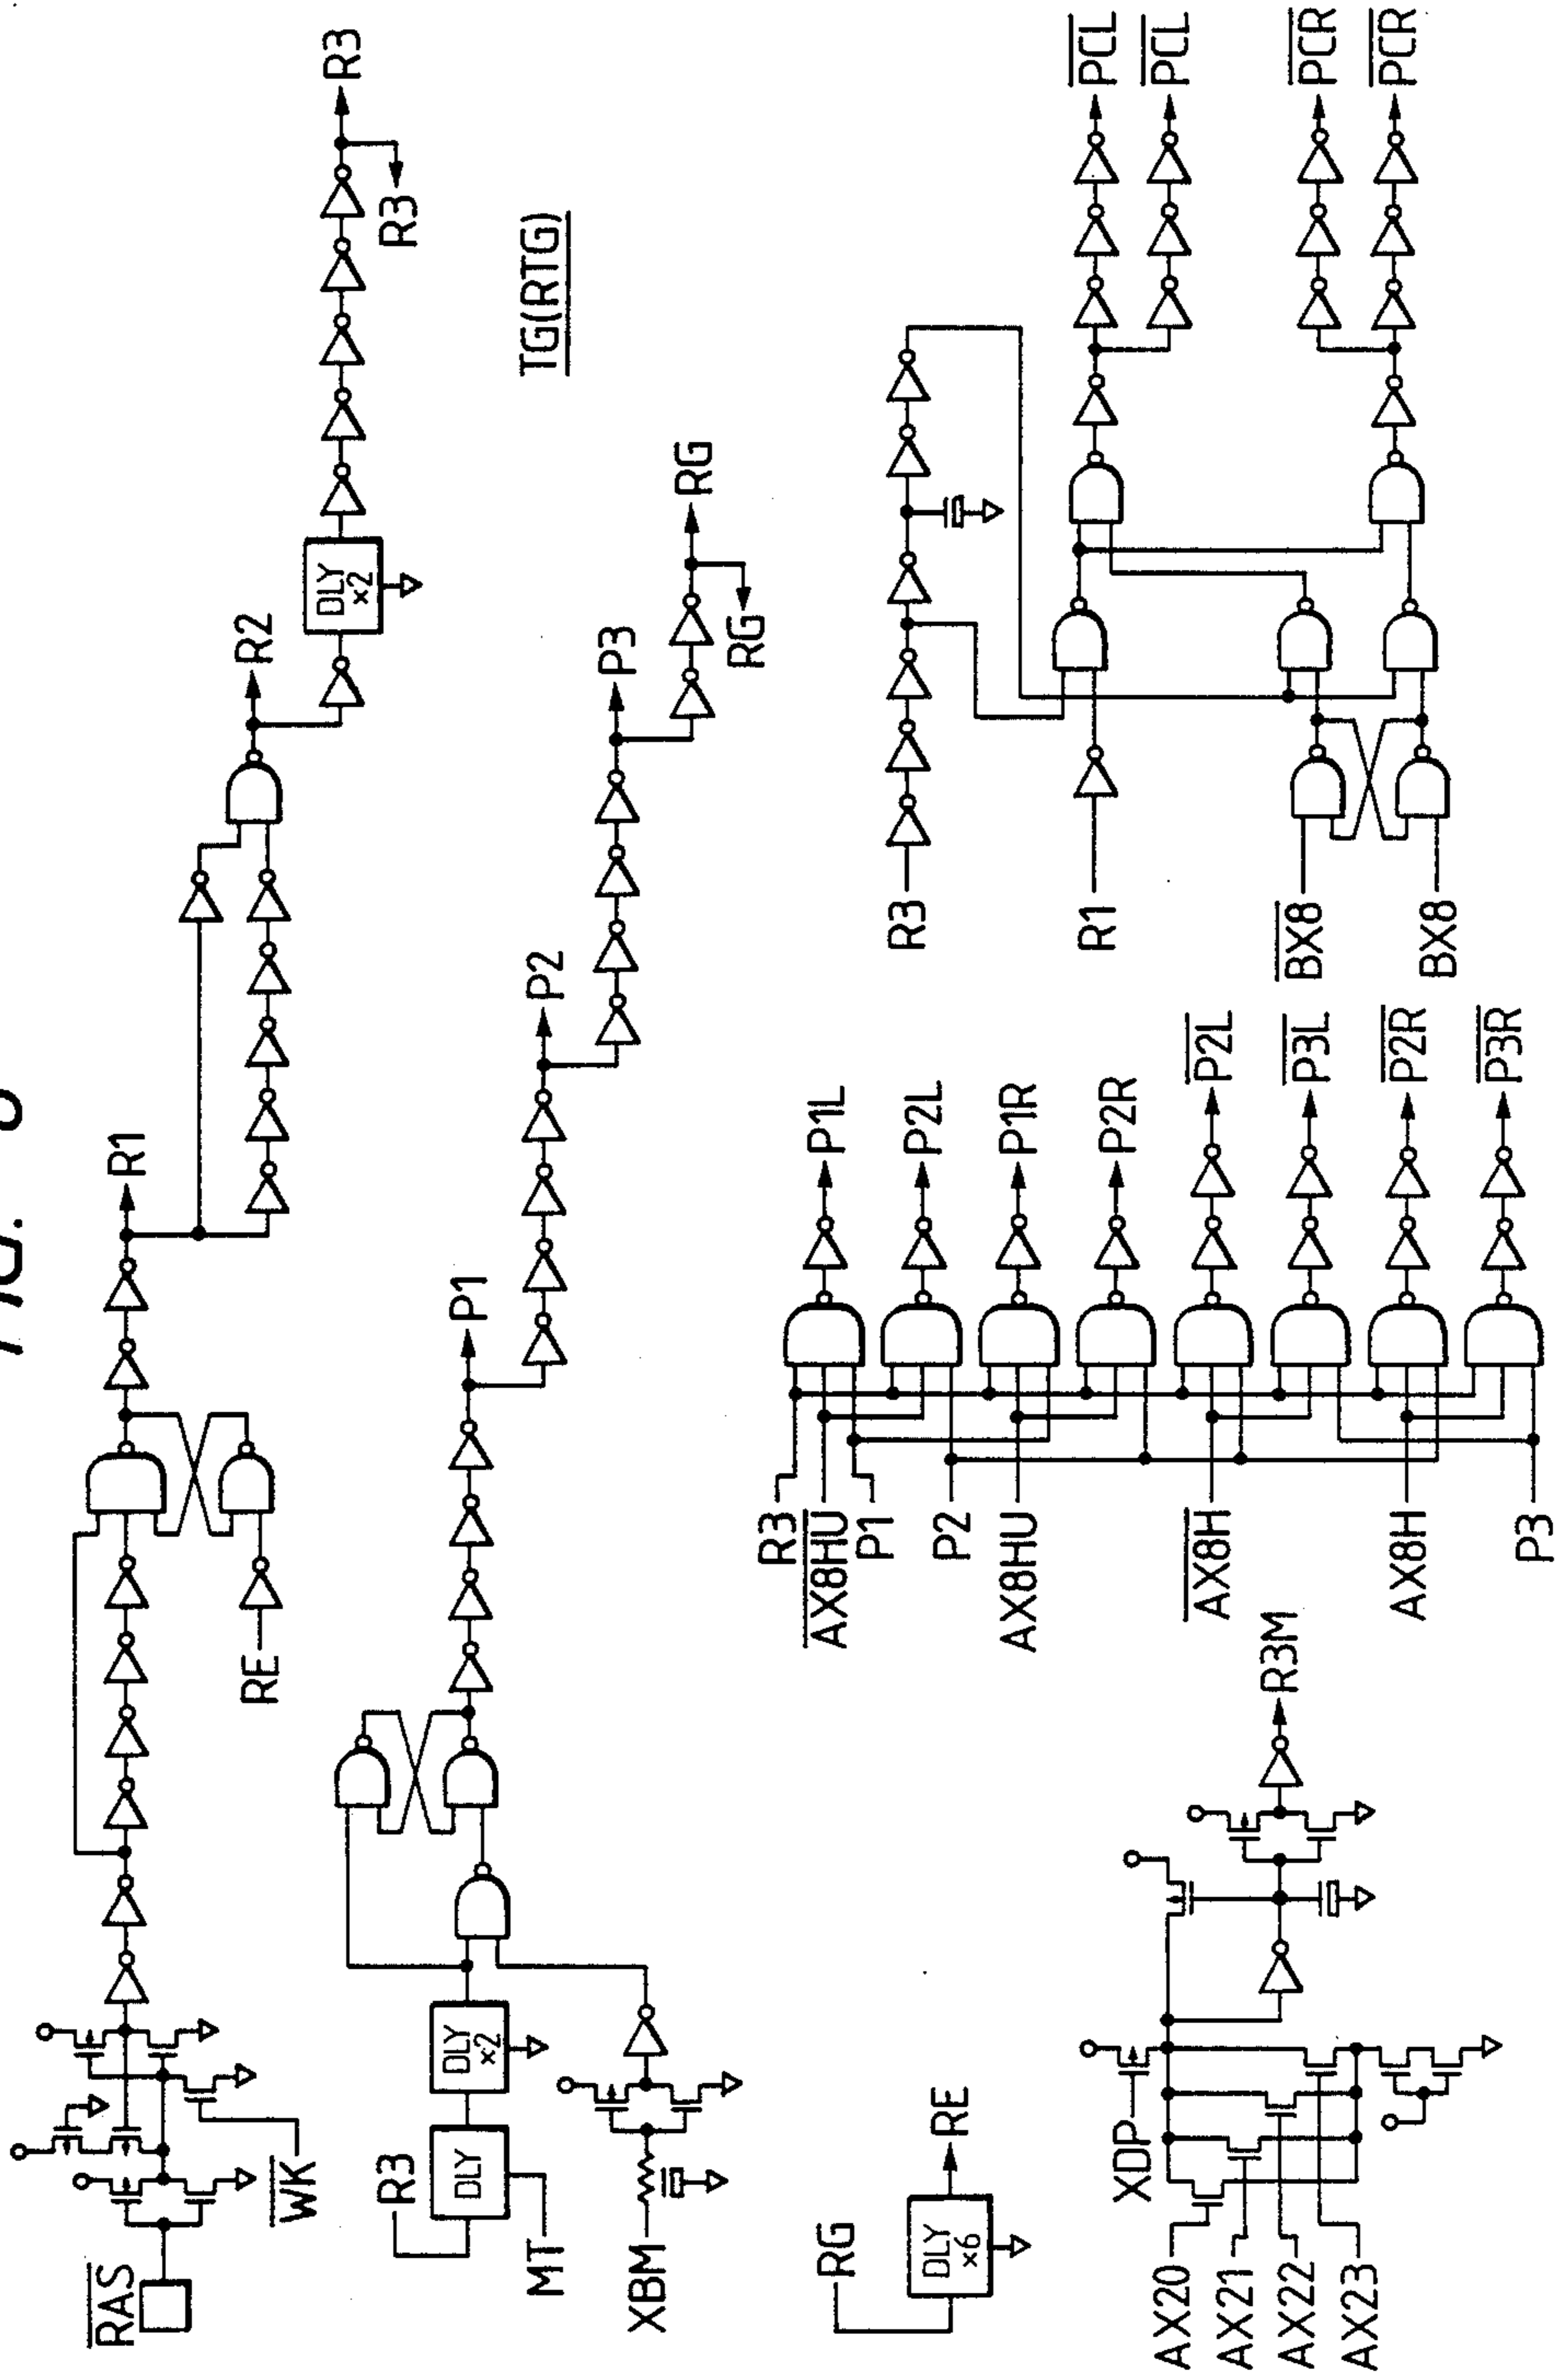 R3
R3
TG(RTG)
R2
DLY
×2
R1
RE
WK
RAS
RG
RG
P3
P2
P1
DLY
×2
DLY
R3
MT
XBM
RG
DLY
×6
RE
PCL
PCL
PCR
PCR
R3
R1
BX8
BX8
P1L
P2L
P1R
P2R
P2L
P3L
P2R
P3R
R3
AX8HU
P1
P2
AX8HU
AX8H
AX8H
P3
R3M
XDP
AX20
AX21
AX22
AX23